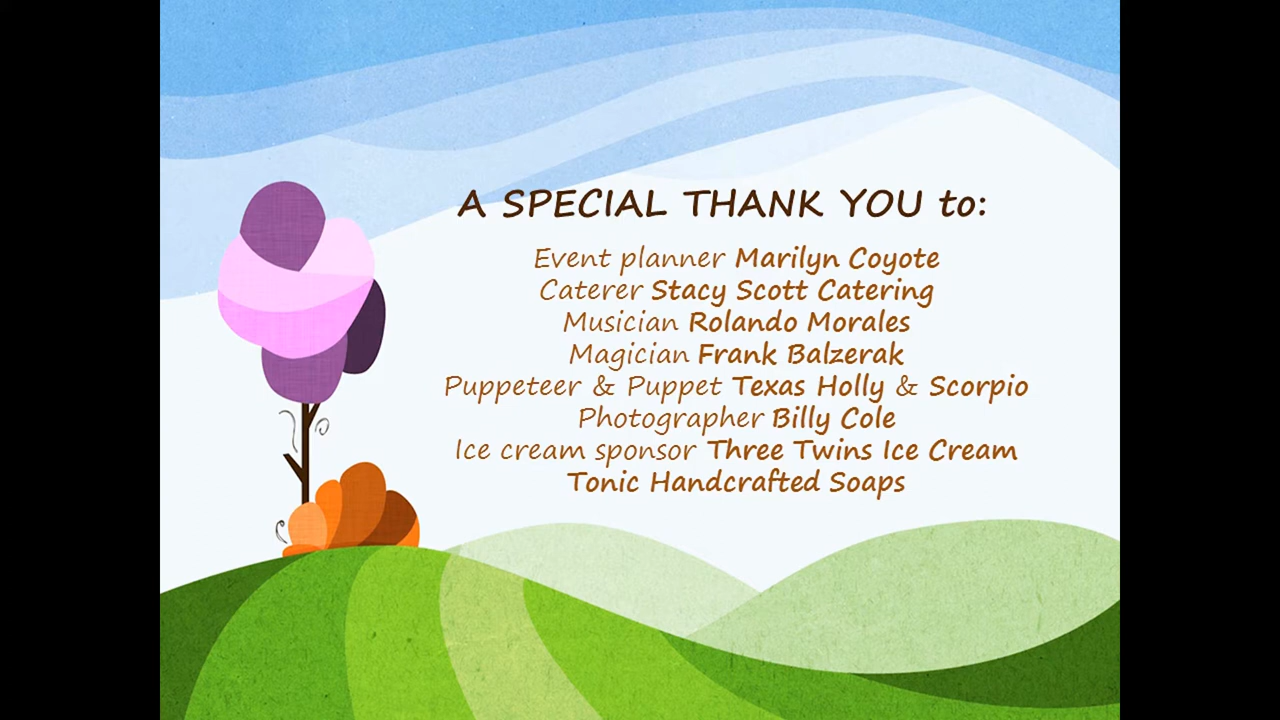 A SPECIAL THANK YOU to:
Event planner Marilyn Coyote
Caterer Stacy Scott Catering
Musician Rolando Morales
Magician Frank Balzerak
Puppeteer & Puppet Texas Holly & Scorpio
Photographer Billy Cole
Ice cream sponsor Three Twins Ice Cream
Tonic Handcrafted Soaps